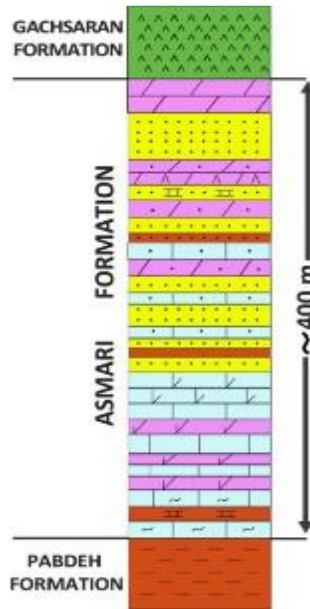 GACHSARAN
FORMATION
ASMARI FORMATION
≈400 m
PABDEH
FORMATION